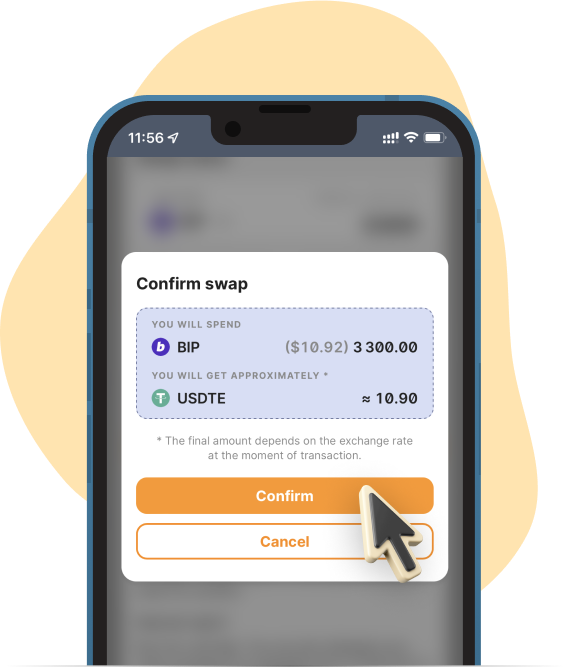 11:56
Confirm swap
YOU WILL SPEND
b BIP ($10.92) 3 300.00
YOU WILL GET APPROXIMATELY *
T USDTE ≈ 10.90
* The final amount depends on the exchange rate
at the moment of transaction.
Confirm
Cancel